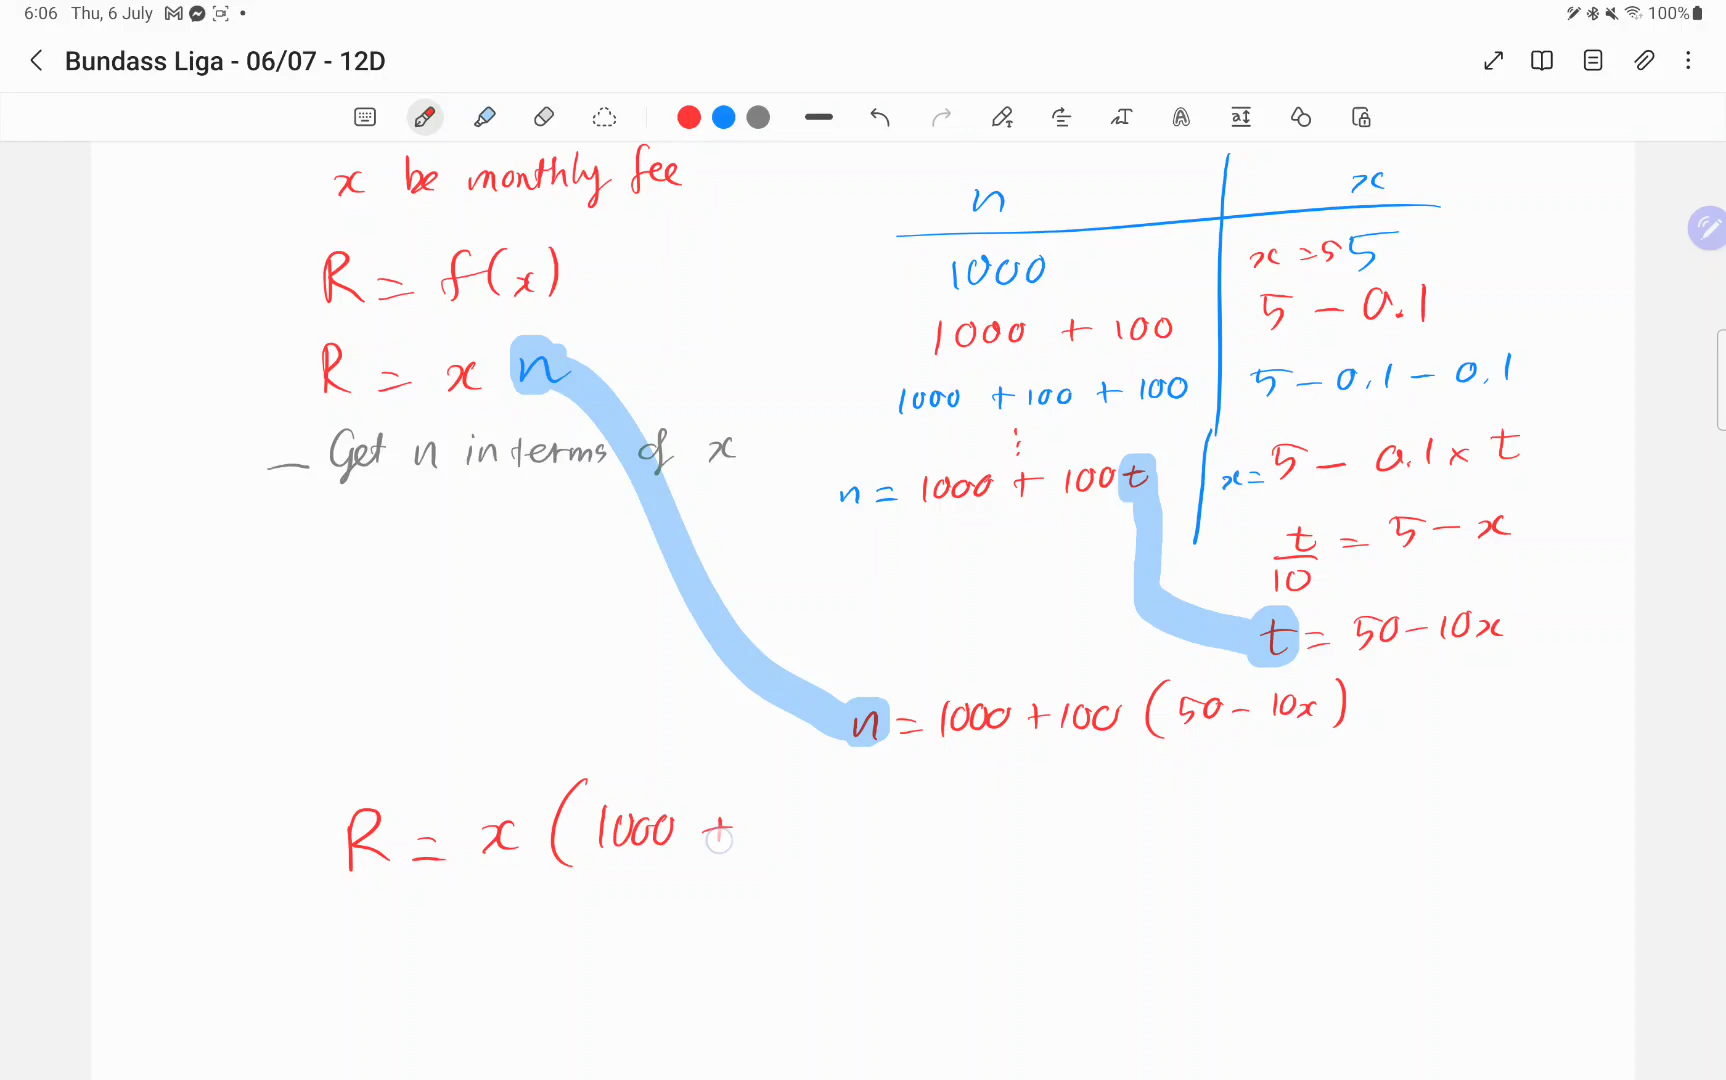 6:06 Thu, 6 July 100%
Bundass Liga - 06/07 - 12D
x be monthly fee
R = f(x)
R = x n
— Get n in terms of x
n x
1000 x = 5 5
1000 + 100 5 - 0.1
1000 + 100 + 100 5 - 0.1 - 0.1
⋮
n = 1000 + 100t x = 5 - 0.1 × t
t/10 = 5 - x
t = 50 - 10x
n = 1000 + 100 (50 - 10x)
R = x (1000 +